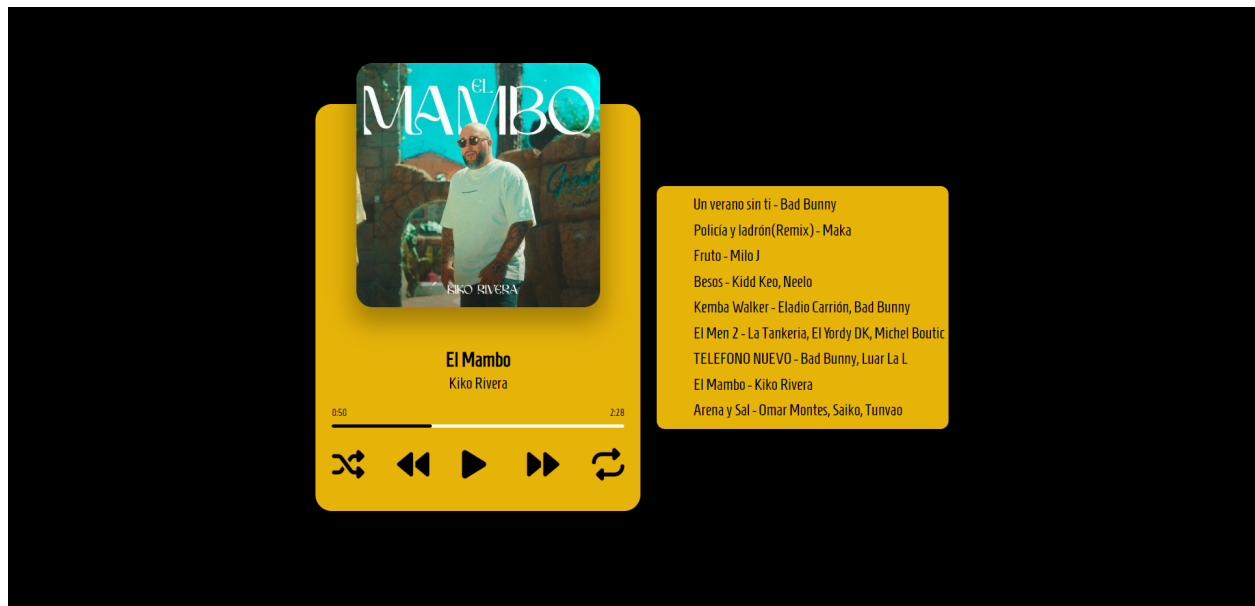 EL
MAMBO
KIKO RIVERA
El Mambo
Kiko Rivera
0:50 2:28
Un verano sin ti - Bad Bunny
Policía y ladrón(Remix) - Maka
Fruto - Milo J
Besos - Kidd Keo, Neelo
Kemba Walker - Eladio Carrión, Bad Bunny
El Men 2 - La Tankeria, El Yordy DK, Michel Boutic
TELEFONO NUEVO - Bad Bunny, Luar La L
El Mambo - Kiko Rivera
Arena y Sal - Omar Montes, Saiko, Tunvao